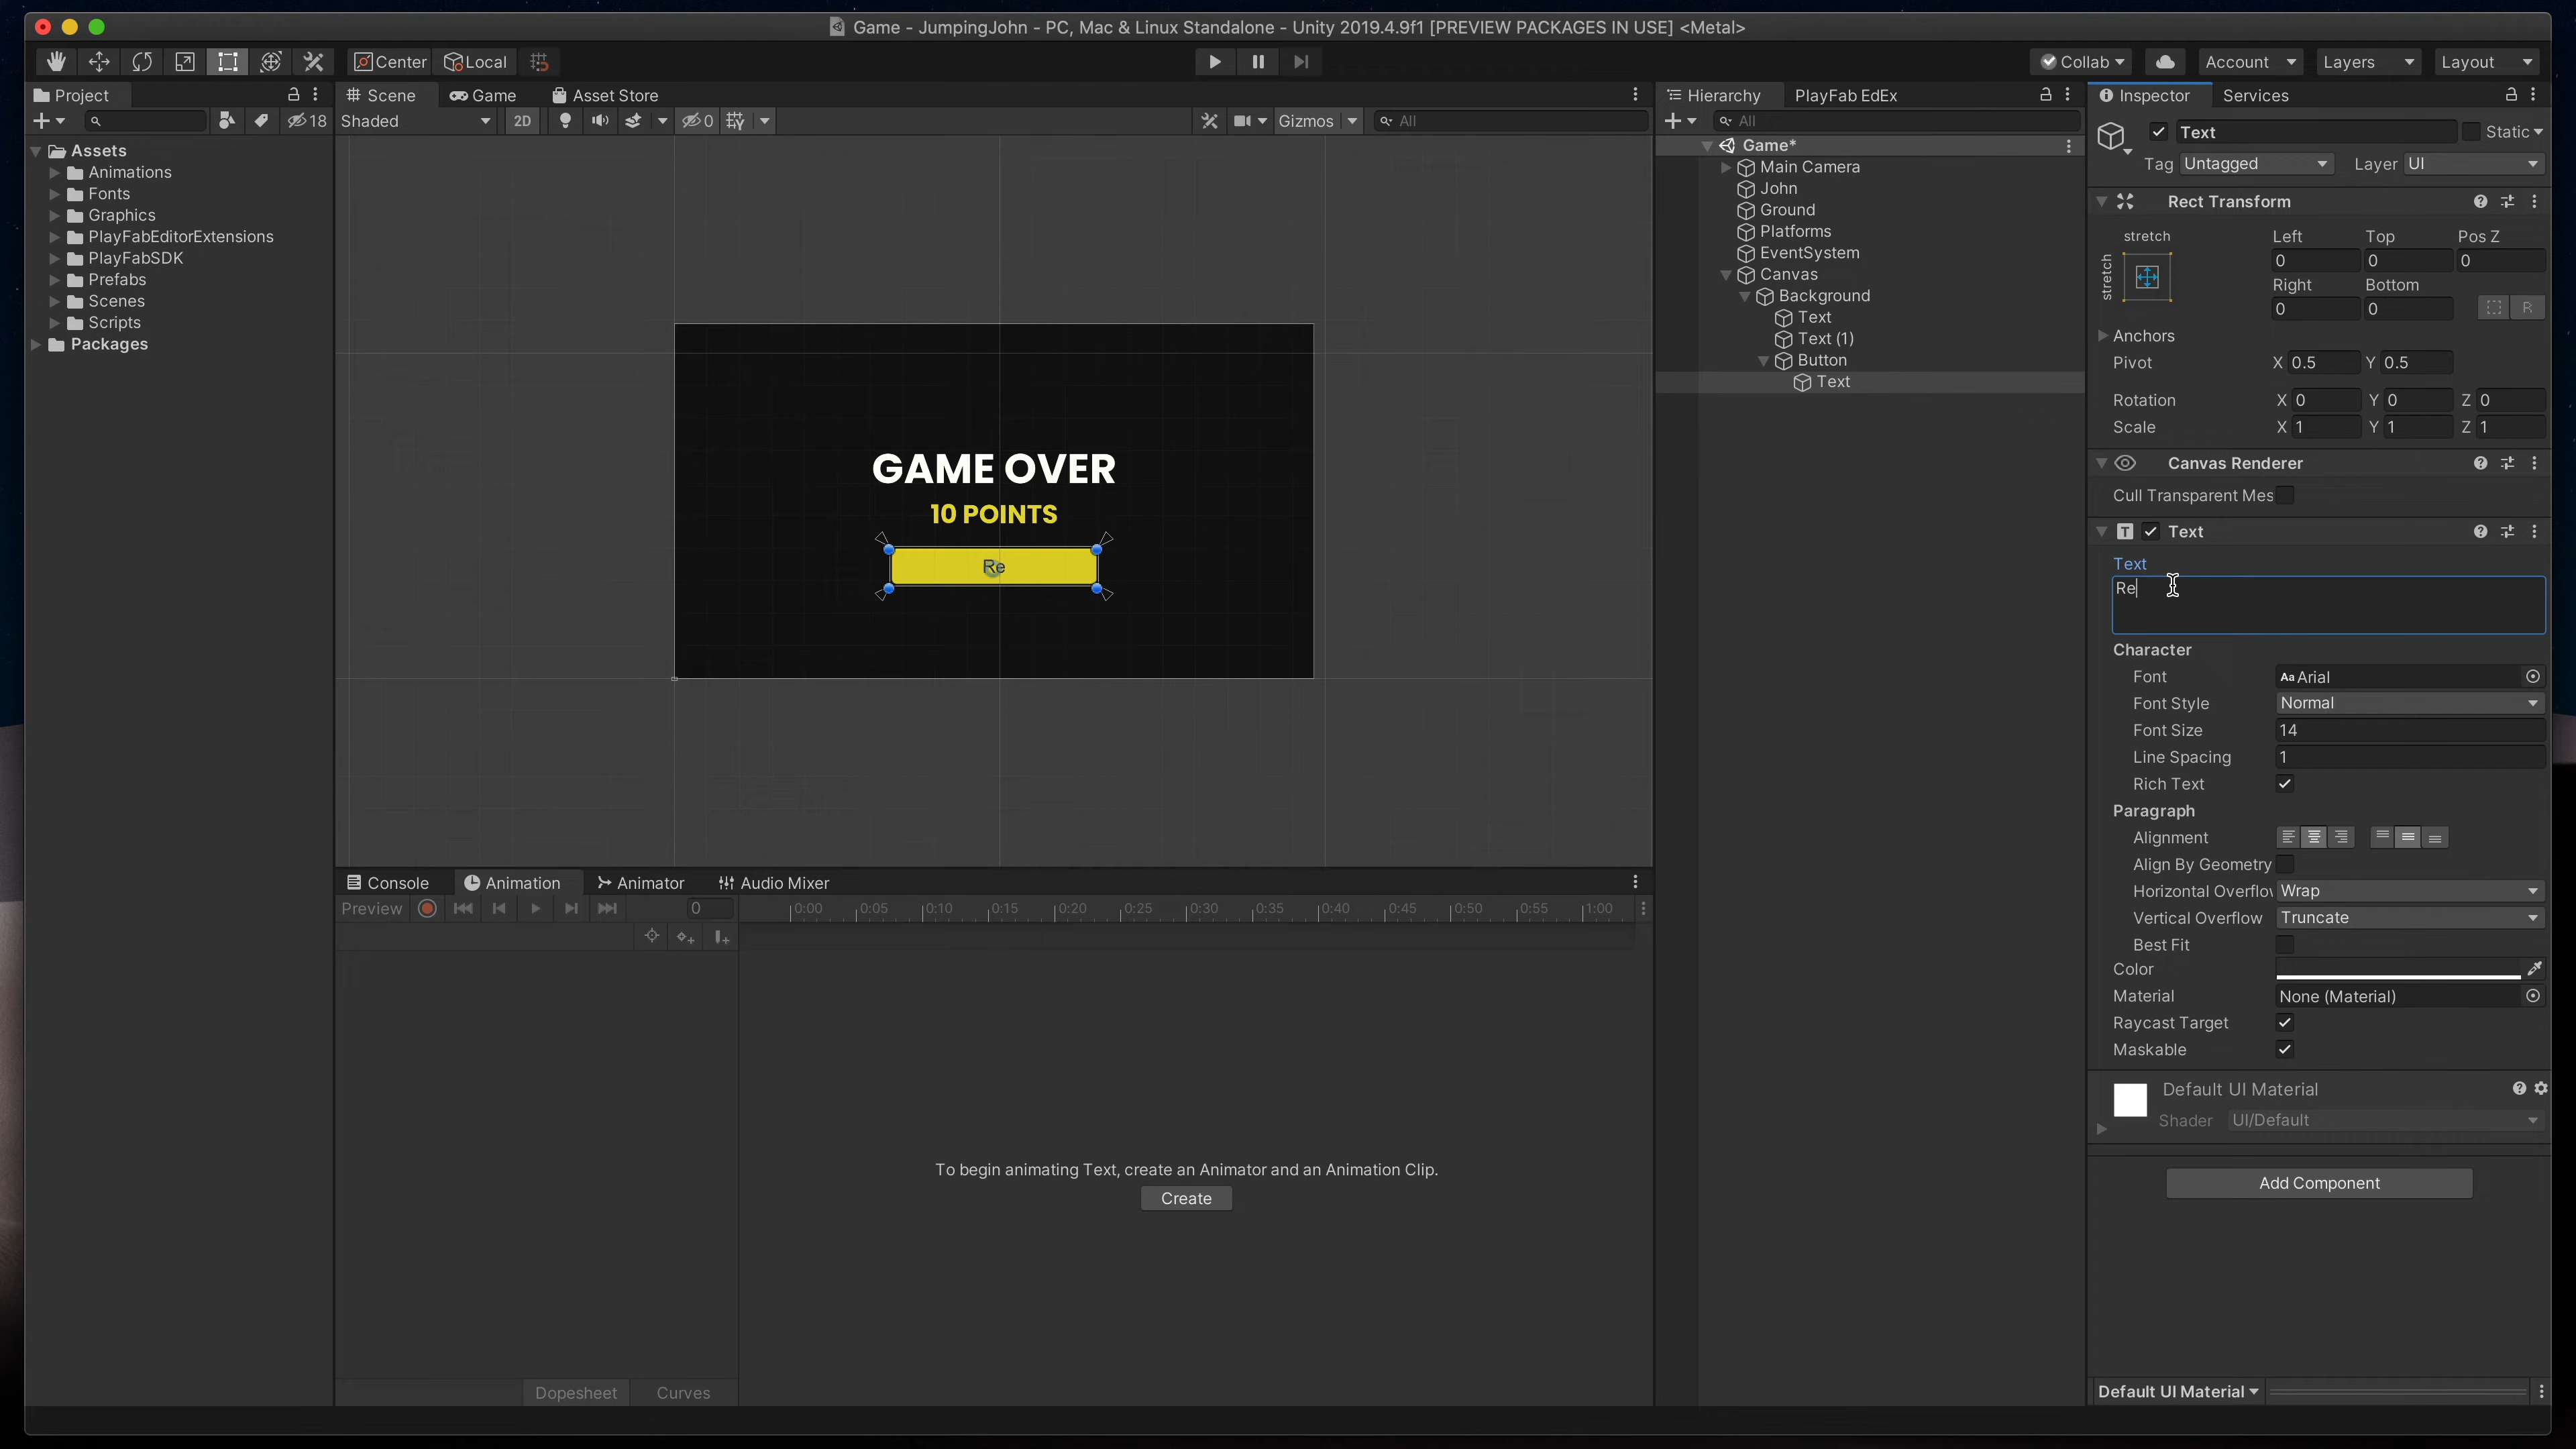 Game - JumpingJohn - PC, Mac & Linux Standalone - Unity 2019.4.9f1 [PREVIEW PACKAGES IN USE] <Metal>
Center Local Collab Account Layers Layout
Project
18
Assets
Animations
Fonts
Graphics
PlayFabEditorExtensions
PlayFabSDK
Prefabs
Scenes
Scripts
Packages
Scene Game Asset Store
Shaded 2D 0 Gizmos All
GAME OVER
10 POINTS
Re
Console Animation Animator Audio Mixer
Preview 0 0:00 0:05 0:10 0:15 0:20 0:25 0:30 0:35 0:40 0:45 0:50 0:55 1:00
To begin animating Text, create an Animator and an Animation Clip.
Create
Dopesheet Curves
Hierarchy PlayFab EdEx
All
Game*
Main Camera
John
Ground
Platforms
EventSystem
Canvas
Background
Text
Text (1)
Button
Text
Inspector Services
Text Static
Tag Untagged Layer UI
Rect Transform
stretch Left Top Pos Z
stretch 0 0 0
Right Bottom
0 0 R
Anchors
Pivot X 0.5 Y 0.5
Rotation X 0 Y 0 Z 0
Scale X 1 Y 1 Z 1
Canvas Renderer
Cull Transparent Mes
T Text
Text
Re
Character
Font Aa Arial
Font Style Normal
Font Size 14
Line Spacing 1
Rich Text
Paragraph
Alignment
Align By Geometry
Horizontal Overflov Wrap
Vertical Overflow Truncate
Best Fit
Color
Material None (Material)
Raycast Target
Maskable
Default UI Material
Shader UI/Default
Add Component
Default UI Material